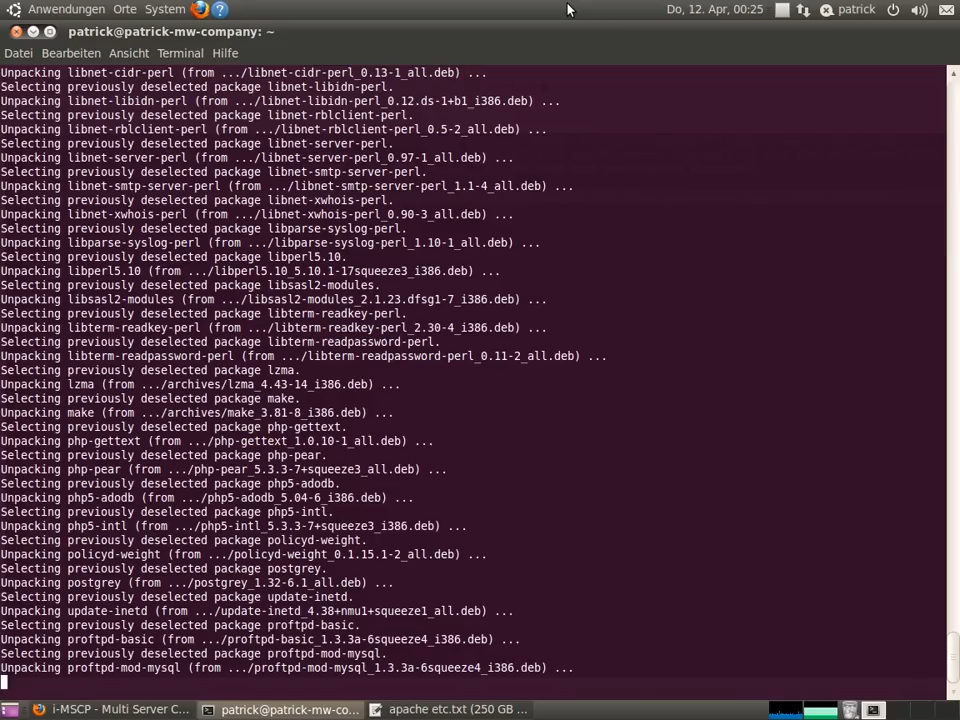 Anwendungen Orte System ? Do, 12. Apr, 00:25 patrick
patrick@patrick-mw-company: ~
Datei Bearbeiten Ansicht Terminal Hilfe
Unpacking libnet-cidr-perl (from .../libnet-cidr-perl_0.13-1_all.deb) ...
Selecting previously deselected package libnet-libidn-perl.
Unpacking libnet-libidn-perl (from .../libnet-libidn-perl_0.12.ds-1+b1_i386.deb) ...
Selecting previously deselected package libnet-rblclient-perl.
Unpacking libnet-rblclient-perl (from .../libnet-rblclient-perl_0.5-2_all.deb) ...
Selecting previously deselected package libnet-server-perl.
Unpacking libnet-server-perl (from .../libnet-server-perl_0.97-1_all.deb) ...
Selecting previously deselected package libnet-smtp-server-perl.
Unpacking libnet-smtp-server-perl (from .../libnet-smtp-server-perl_1.1-4_all.deb) ...
Selecting previously deselected package libnet-xwhois-perl.
Unpacking libnet-xwhois-perl (from .../libnet-xwhois-perl_0.90-3_all.deb) ...
Selecting previously deselected package libparse-syslog-perl.
Unpacking libparse-syslog-perl (from .../libparse-syslog-perl_1.10-1_all.deb) ...
Selecting previously deselected package libperl5.10.
Unpacking libperl5.10 (from .../libperl5.10_5.10.1-17squeeze3_i386.deb) ...
Selecting previously deselected package libsasl2-modules.
Unpacking libsasl2-modules (from .../libsasl2-modules_2.1.23.dfsg1-7_i386.deb) ...
Selecting previously deselected package libterm-readkey-perl.
Unpacking libterm-readkey-perl (from .../libterm-readkey-perl_2.30-4_i386.deb) ...
Selecting previously deselected package libterm-readpassword-perl.
Unpacking libterm-readpassword-perl (from .../libterm-readpassword-perl_0.11-2_all.deb) ...
Selecting previously deselected package lzma.
Unpacking lzma (from .../archives/lzma_4.43-14_i386.deb) ...
Selecting previously deselected package make.
Unpacking make (from .../archives/make_3.81-8_i386.deb) ...
Selecting previously deselected package php-gettext.
Unpacking php-gettext (from .../php-gettext_1.0.10-1_all.deb) ...
Selecting previously deselected package php-pear.
Unpacking php-pear (from .../php-pear_5.3.3-7+squeeze3_all.deb) ...
Selecting previously deselected package php5-adodb.
Unpacking php5-adodb (from .../php5-adodb_5.04-6_i386.deb) ...
Selecting previously deselected package php5-intl.
Unpacking php5-intl (from .../php5-intl_5.3.3-7+squeeze3_i386.deb) ...
Selecting previously deselected package policyd-weight.
Unpacking policyd-weight (from .../policyd-weight_0.1.15.1-2_all.deb) ...
Selecting previously deselected package postgrey.
Unpacking postgrey (from .../postgrey_1.32-6.1_all.deb) ...
Selecting previously deselected package update-inetd.
Unpacking update-inetd (from .../update-inetd_4.38+nmu1+squeeze1_all.deb) ...
Selecting previously deselected package proftpd-basic.
Unpacking proftpd-basic (from .../proftpd-basic_1.3.3a-6squeeze4_i386.deb) ...
Selecting previously deselected package proftpd-mod-mysql.
Unpacking proftpd-mod-mysql (from .../proftpd-mod-mysql_1.3.3a-6squeeze4_i386.deb) ...
i-MSCP - Multi Server C... patrick@patrick-mw-co... apache etc.txt (250 GB ...